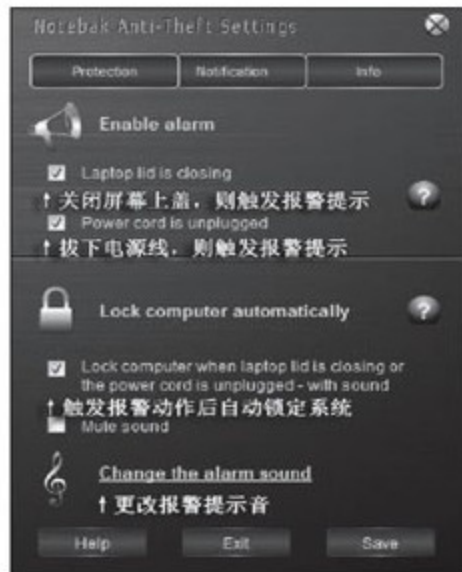 Notebak Anti-Theft Settings
Protection Notification Info
Enable alarm
Laptop lid is closing
↑关闭屏幕上盖，则触发报警提示
?
Power cord is unplugged
↑拔下电源线，则触发报警提示
Lock computer automatically
?
Lock computer when laptop lid is closing or
the power cord is unplugged - with sound
↑触发报警动作后自动锁定系统
Mute sound
Change the alarm sound
↑更改报警提示音
Help Exit Save